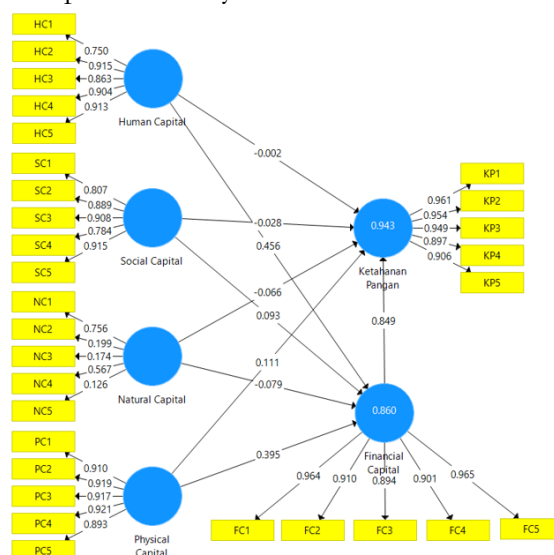 HC1
HC2
HC3
HC4
HC5
0.750
0.915
0.863
0.904
0.913
Human Capital
SC1
SC2
SC3
SC4
SC5
0.807
0.889
0.908
0.784
0.915
Social Capital
NC1
NC2
NC3
NC4
NC5
0.756
0.199
0.174
0.567
0.126
Natural Capital
PC1
PC2
PC3
PC4
PC5
0.910
0.919
0.917
0.921
0.893
Physical
Capital
-0.002
-0.028
0.456
-0.066
0.093
0.111
-0.079
0.395
0.849
0.943
Ketahanan
Pangan
0.961
0.954
0.949
0.897
0.906
KP1
KP2
KP3
KP4
KP5
0.860
Financial
Capital
0.964
0.910
0.894
0.901
0.965
FC1
FC2
FC3
FC4
FC5